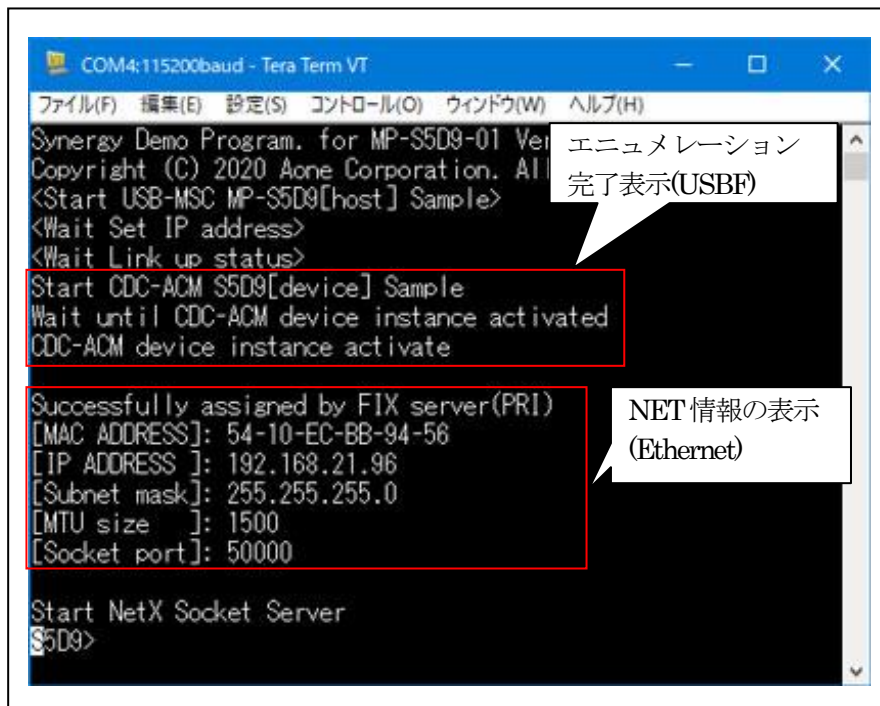 COM4:115200baud - Tera Term VT
ファイル(F) 編集(E) 設定(S) コントロール(O) ウィンドウ(W) ヘルプ(H)
Synergy Demo Program. for MP-S5D9-01 Ver
Copyright (C) 2020 Aone Corporation. All
<Start USB-MSC MP-S5D9[host] Sample>
<Wait Set IP address>
<Wait Link up status>
Start CDC-ACM S5D9[device] Sample
Wait until CDC-ACM device instance activated
CDC-ACM device instance activate
エニュメレーション
完了表示(USBF)
Successfully assigned by FIX server(PRI)
[MAC ADDRESS]: 54-10-EC-BB-94-56
[IP ADDRESS ]: 192.168.21.96
[Subnet mask]: 255.255.255.0
[MTU size   ]: 1500
[Socket port]: 50000
NET情報の表示
(Ethernet)
Start NetX Socket Server
S5D9>